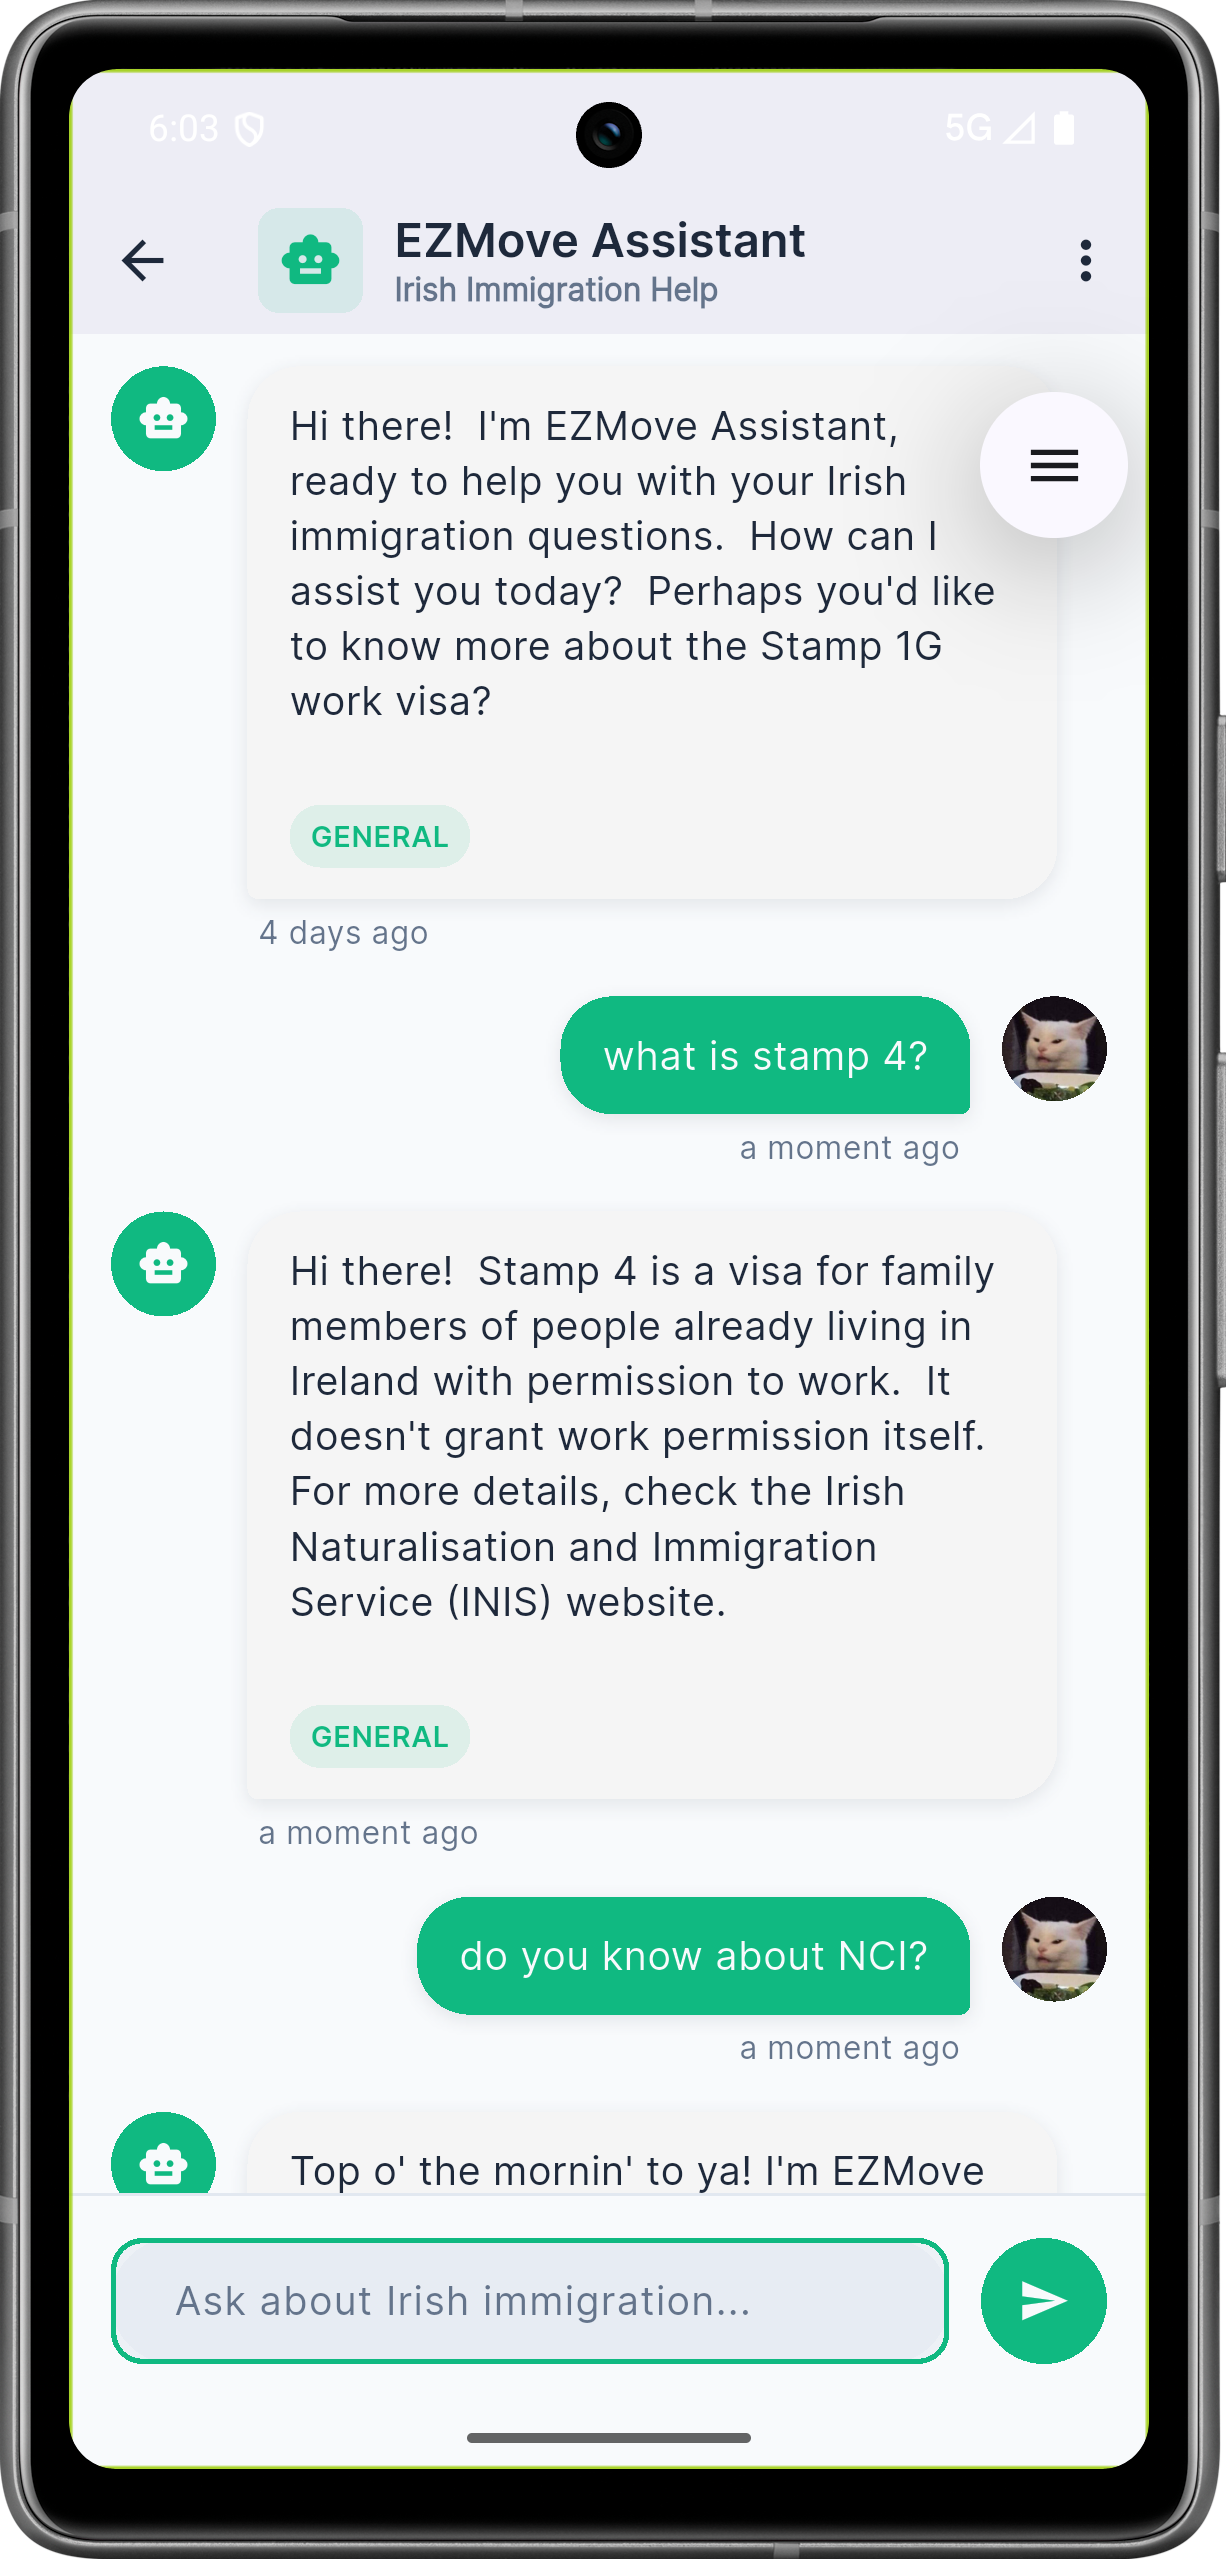 6:03
5G
EZMove Assistant
Irish Immigration Help
Hi there!  I'm EZMove Assistant,
ready to help you with your Irish
immigration questions.  How can I
assist you today?  Perhaps you'd like
to know more about the Stamp 1G
work visa?
GENERAL
4 days ago
what is stamp 4?
a moment ago
Hi there!  Stamp 4 is a visa for family
members of people already living in
Ireland with permission to work.  It
doesn't grant work permission itself.
For more details, check the Irish
Naturalisation and Immigration
Service (INIS) website.
GENERAL
a moment ago
do you know about NCI?
a moment ago
Top o' the mornin' to ya! I'm EZMove
Ask about Irish immigration...